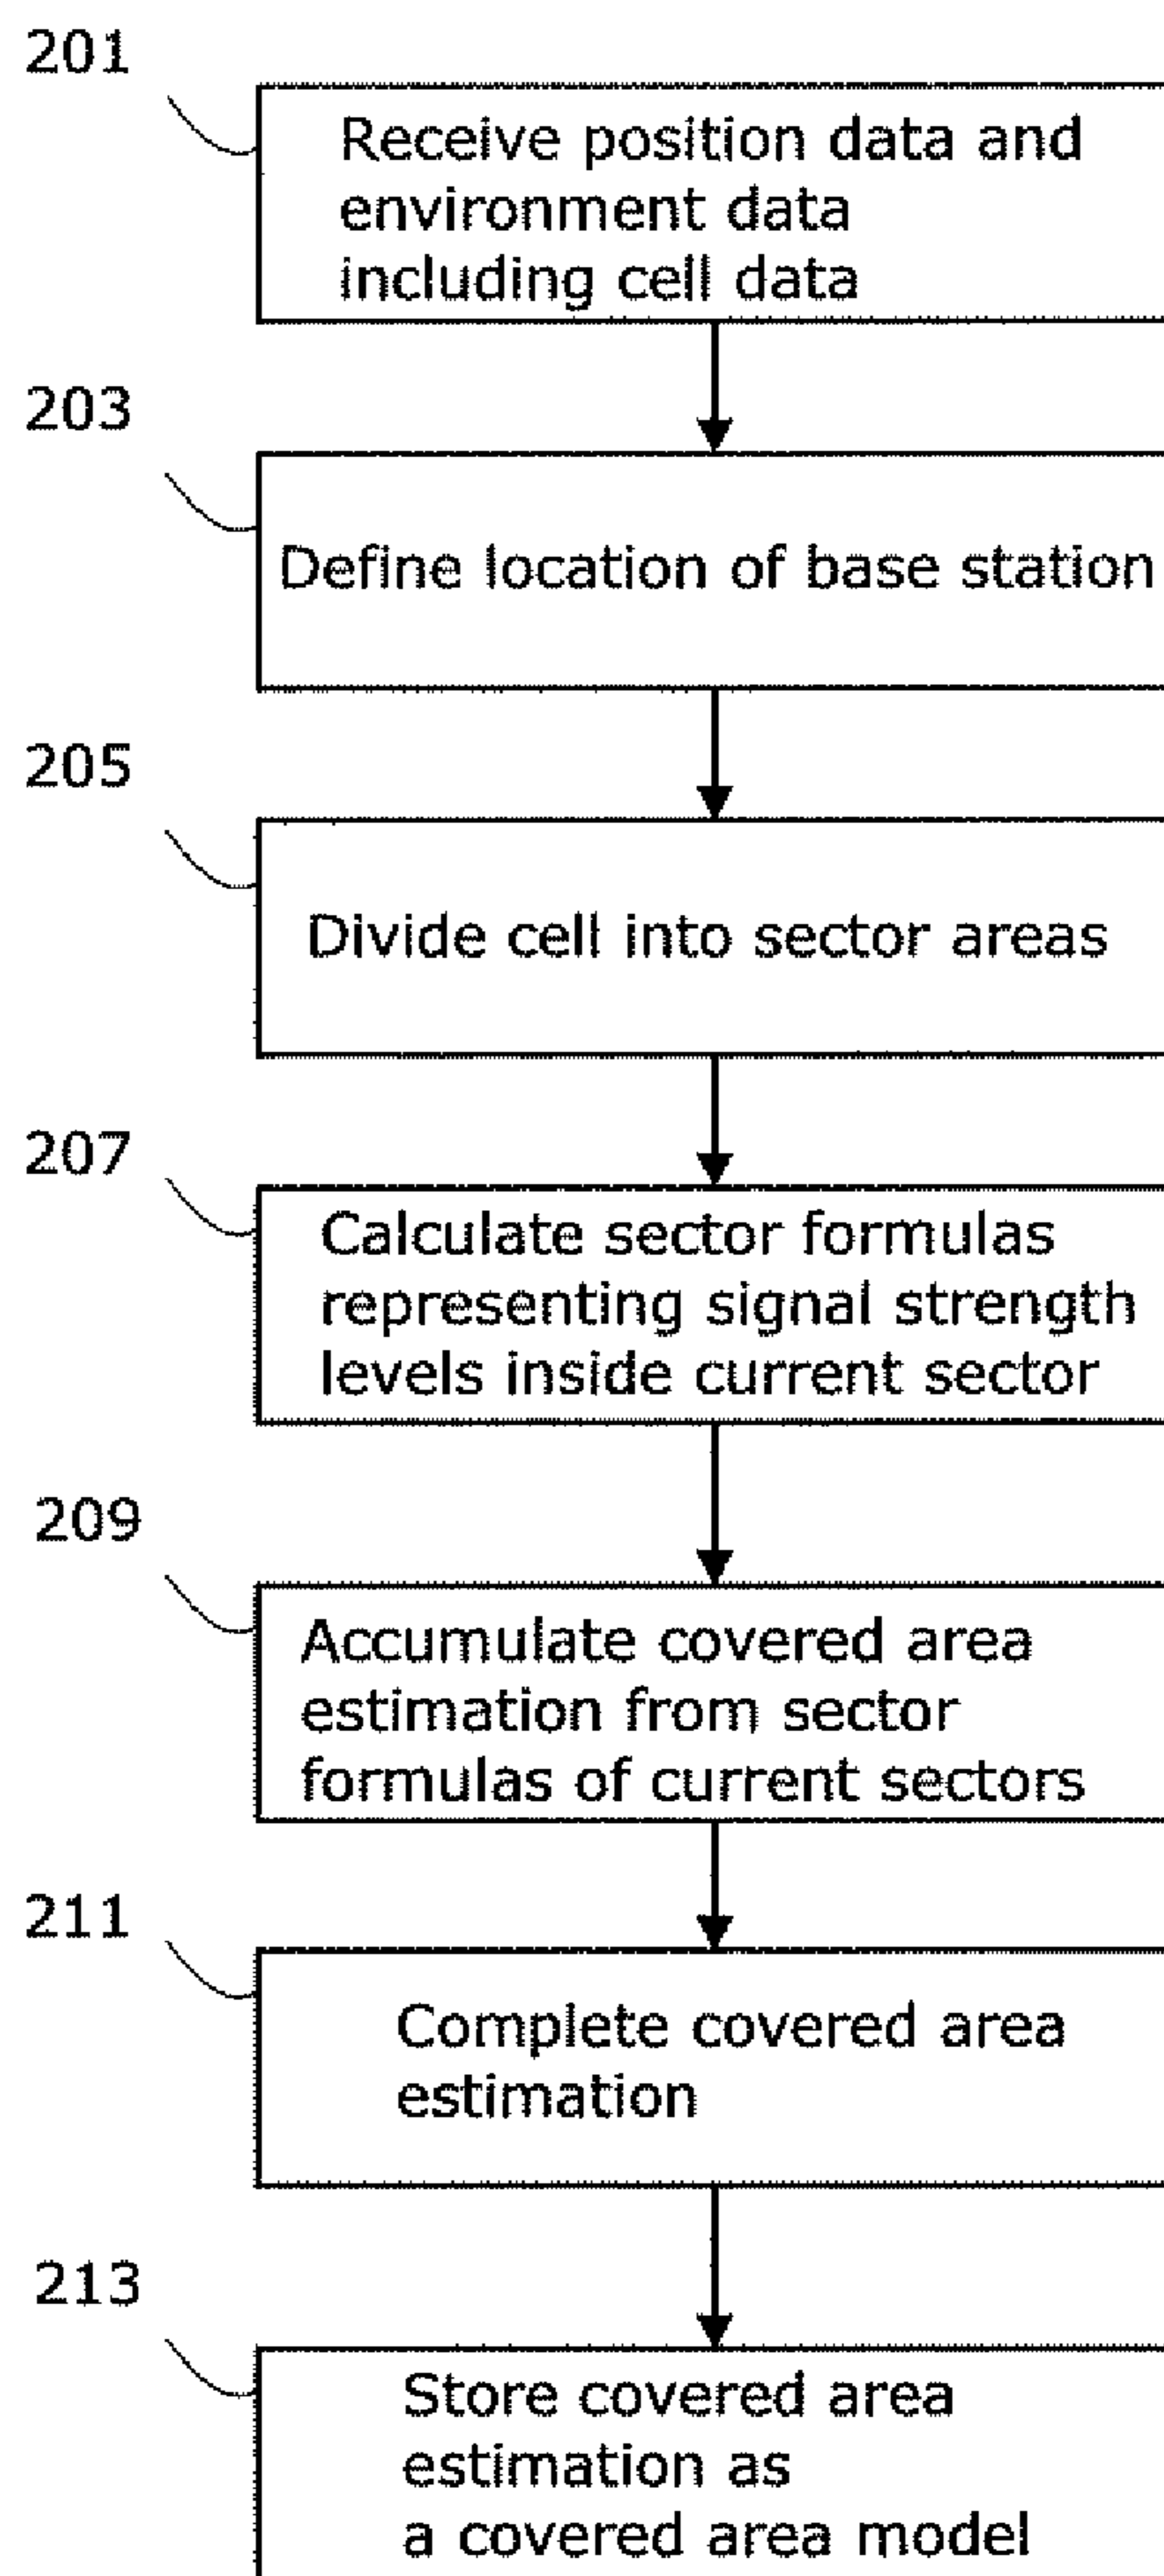 201
Receive position data and
environment data
including cell data
203
Define location of base station
205
Divide cell into sector areas
207
Calculate sector formulas
representing signal strength
levels inside current sector
209
Accumulate covered area
estimation from sector
formulas of current sectors
211
Complete covered area
estimation
213
Store covered area
estimation as
a covered area model